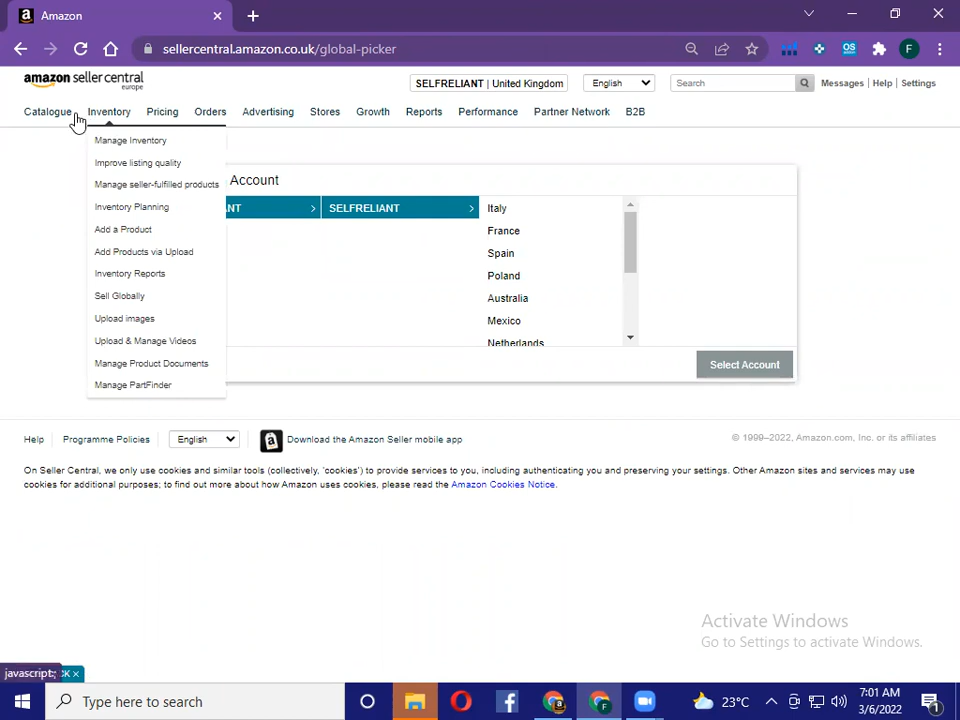 Amazon
sellercentral.amazon.co.uk/global-picker
OS
F
amazon seller central
europe
SELFRELIANT | United Kingdom
English
Search
Messages | Help | Settings
Catalogue Inventory Pricing Orders Advertising Stores Growth Reports Performance Partner Network B2B
Manage Inventory
Improve listing quality
Manage seller-fulfilled products
Inventory Planning
Add a Product
Add Products via Upload
Inventory Reports
Sell Globally
Upload images
Upload & Manage Videos
Manage Product Documents
Manage PartFinder
Account
NT
SELFRELIANT
Italy
France
Spain
Poland
Australia
Mexico
Netherlands
Select Account
Help Programme Policies English Download the Amazon Seller mobile app © 1999–2022, Amazon.com, Inc. or its affiliates
On Seller Central, we only use cookies and similar tools (collectively, 'cookies') to provide services to you, including authenticating you and preserving your settings. Other Amazon sites and services may use
cookies for additional purposes; to find out more about how Amazon uses cookies, please read the Amazon Cookies Notice.
Activate Windows
Go to Settings to activate Windows.
javascript:;
Type here to search
F
23°C
7:01 AM
3/6/2022
1